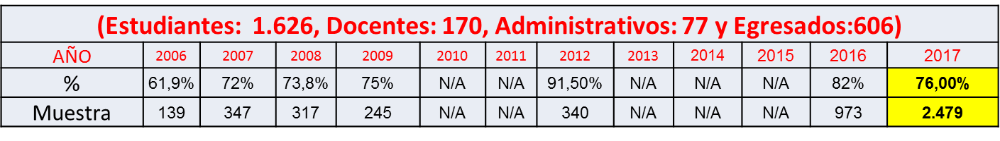 (Estudiantes: 1.626, Docentes: 170, Administrativos: 77 y Egresados:606)
AÑO 2006 2007 2008 2009 2010 2011 2012 2013 2014 2015 2016 2017
% 61,9% 72% 73,8% 75% N/A N/A 91,50% N/A N/A N/A 82% 76,00%
Muestra 139 347 317 245 N/A N/A 340 N/A N/A N/A 973 2.479